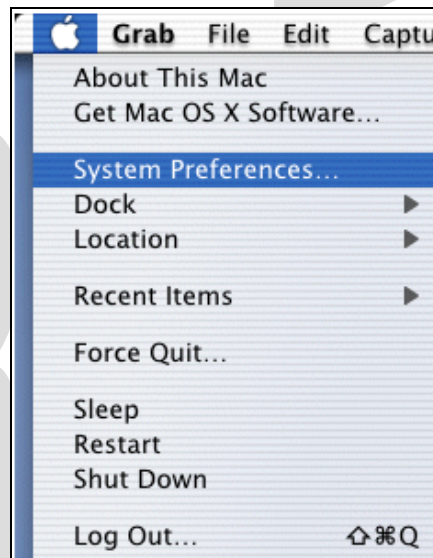 Grab File Edit Captu
About This Mac
Get Mac OS X Software...
System Preferences...
Dock
Location
Recent Items
Force Quit...
Sleep
Restart
Shut Down
Log Out... ⇧⌘Q